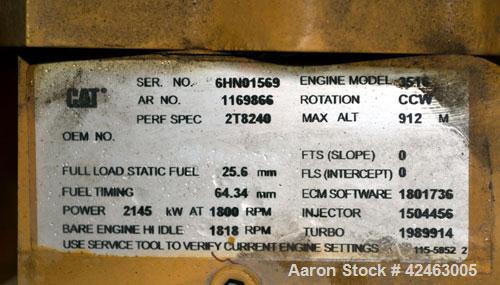 CAT
SER. NO. 6HN01569 ENGINE MODEL 3516
AR NO. 1169866 ROTATION CCW
PERF SPEC 2T8240 MAX ALT 912 M
OEM NO.
FTS (SLOPE) 0
FULL LOAD STATIC FUEL 25.6 mm FLS (INTERCEPT) 0
FUEL TIMING 64.34 mm ECM SOFTWARE 1801736
POWER 2145 kW AT 1800 RPM INJECTOR 1504456
BARE ENGINE HI IDLE 1818 RPM TURBO 1989914
USE SERVICE TOOL TO VERIFY CURRENT ENGINE SETTINGS 115-5852 2
Aaron Stock # 42463005